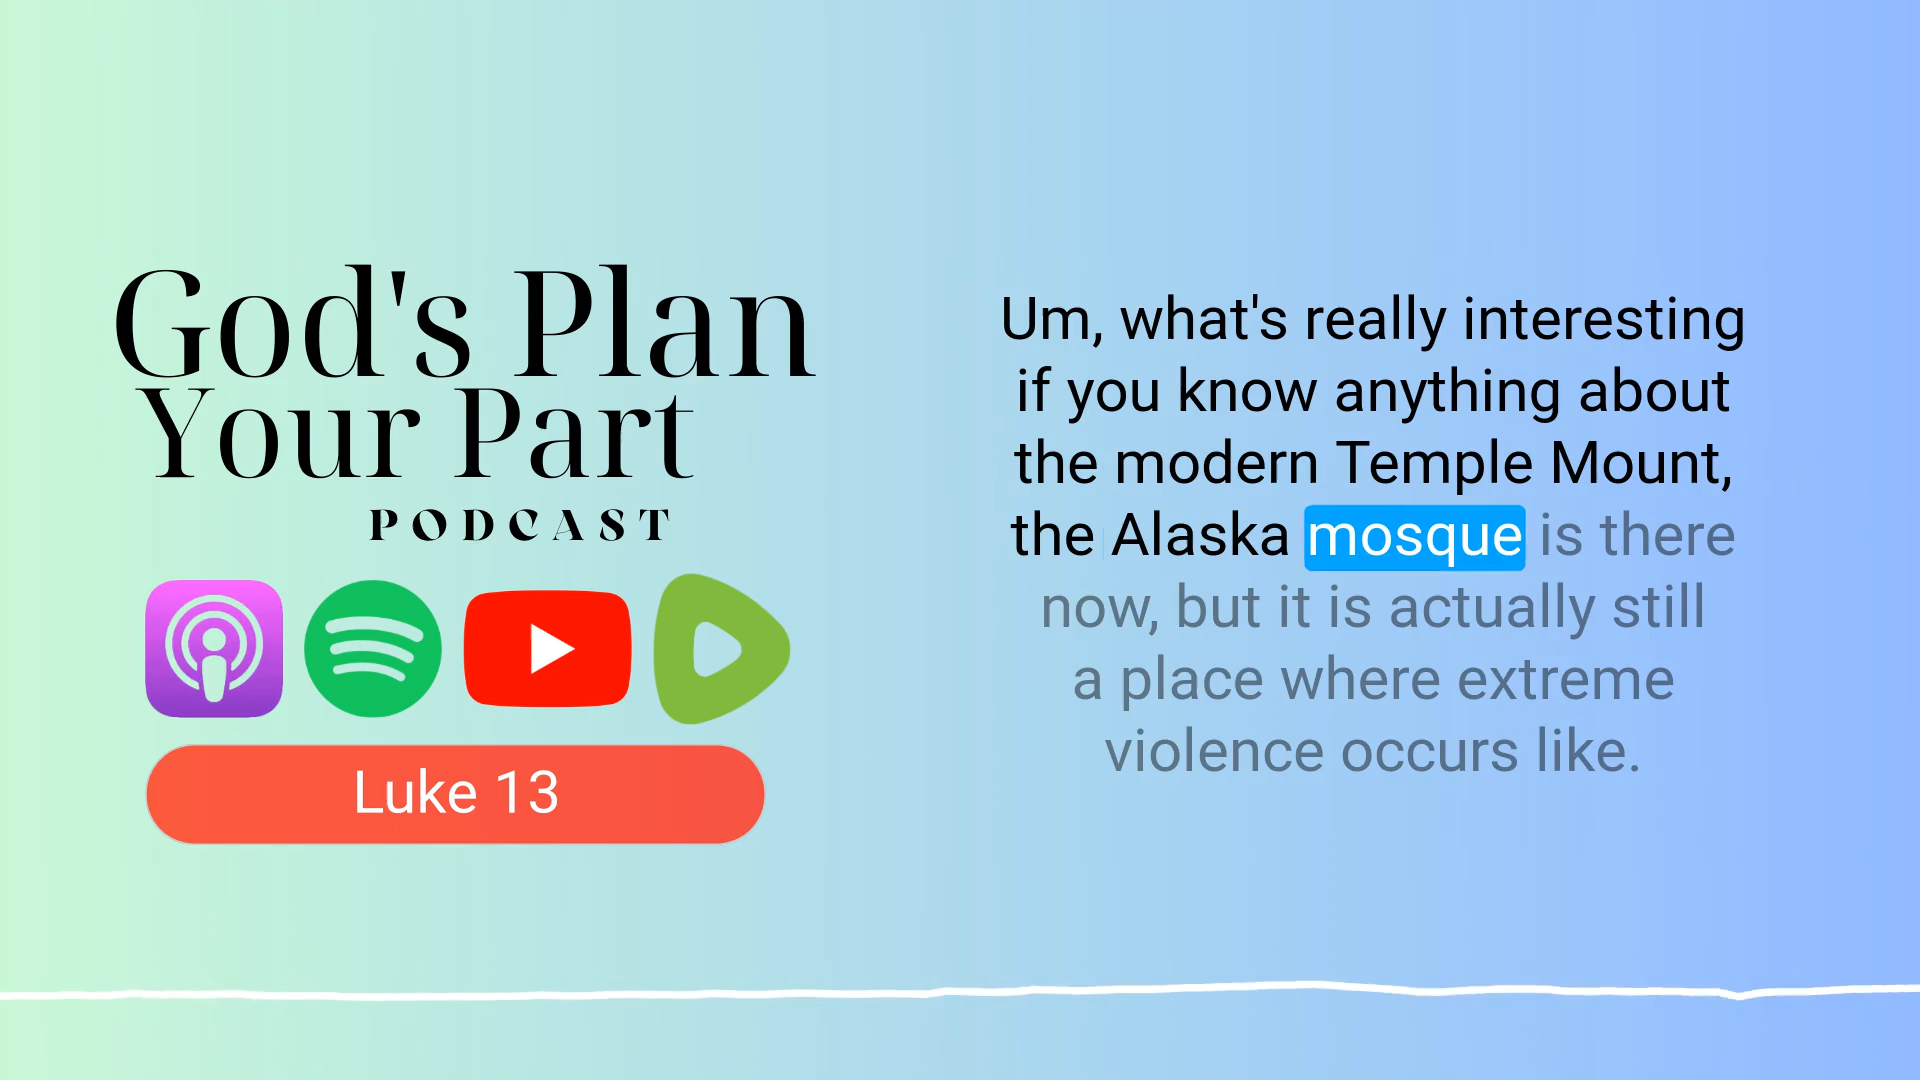 God's Plan
Your Part
PODCAST
Luke 13
Um, what's really interesting
if you know anything about
the modern Temple Mount,
the Alaska mosque is there
now, but it is actually still
a place where extreme
violence occurs like.